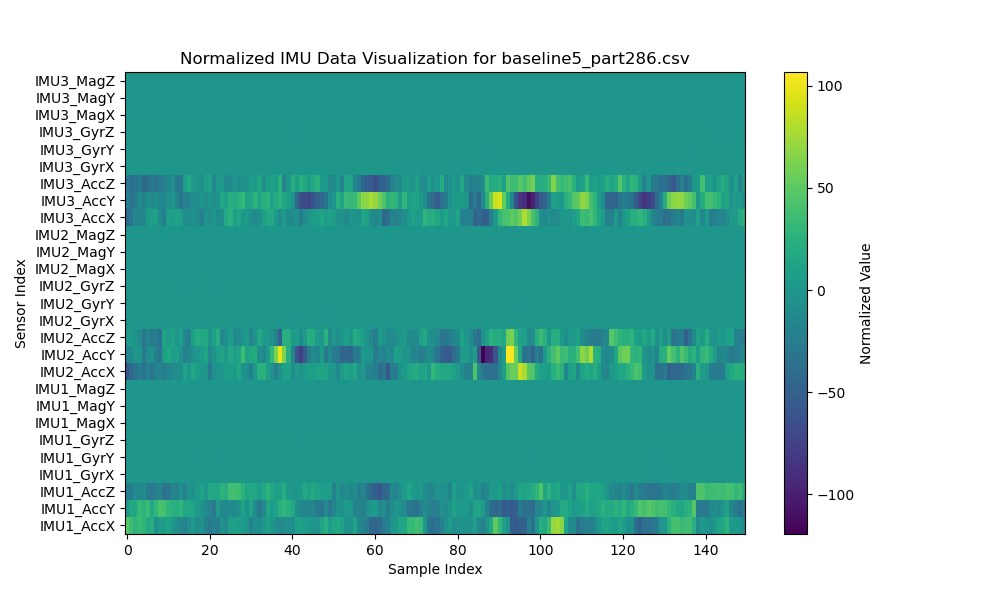 Normalized IMU Data Visualization for baseline5_part286.csv
IMU3_MagZ
IMU3_MagY
IMU3_MagX
IMU3_GyrZ
IMU3_GyrY
IMU3_GyrX
IMU3_AccZ
IMU3_AccY
IMU3_AccX
IMU2_MagZ
IMU2_MagY
IMU2_MagX
IMU2_GyrZ
IMU2_GyrY
IMU2_GyrX
IMU2_AccZ
IMU2_AccY
IMU2_AccX
IMU1_MagZ
IMU1_MagY
IMU1_MagX
IMU1_GyrZ
IMU1_GyrY
IMU1_GyrX
IMU1_AccZ
IMU1_AccY
IMU1_AccX
Sensor Index
0 20 40 60 80 100 120 140
Sample Index
100
50
0
−50
−100
Normalized Value